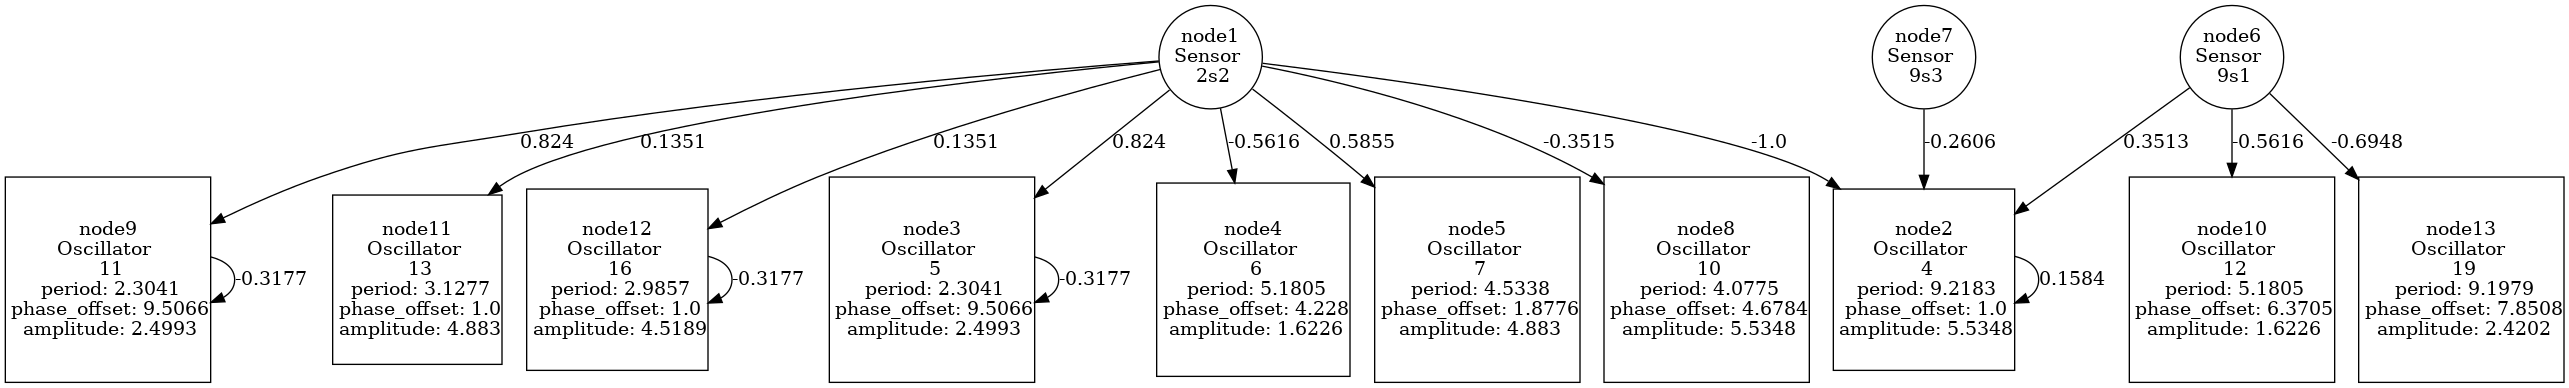 node1
Sensor
2s2
node7
Sensor
9s3
node6
Sensor
9s1
0.824
0.1351
0.1351
0.824
-0.5616
0.5855
-0.3515
-1.0
-0.2606
0.3513
-0.5616
-0.6948
node9
Oscillator
11
period: 2.3041
phase_offset: 9.5066
amplitude: 2.4993
-0.3177
node11
Oscillator
13
period: 3.1277
phase_offset: 1.0
amplitude: 4.883
node12
Oscillator
16
period: 2.9857
phase_offset: 1.0
amplitude: 4.5189
-0.3177
node3
Oscillator
5
period: 2.3041
phase_offset: 9.5066
amplitude: 2.4993
-0.3177
node4
Oscillator
6
period: 5.1805
phase_offset: 4.228
amplitude: 1.6226
node5
Oscillator
7
period: 4.5338
phase_offset: 1.8776
amplitude: 4.883
node8
Oscillator
10
period: 4.0775
phase_offset: 4.6784
amplitude: 5.5348
node2
Oscillator
4
period: 9.2183
phase_offset: 1.0
amplitude: 5.5348
0.1584
node10
Oscillator
12
period: 5.1805
phase_offset: 6.3705
amplitude: 1.6226
node13
Oscillator
19
period: 9.1979
phase_offset: 7.8508
amplitude: 2.4202